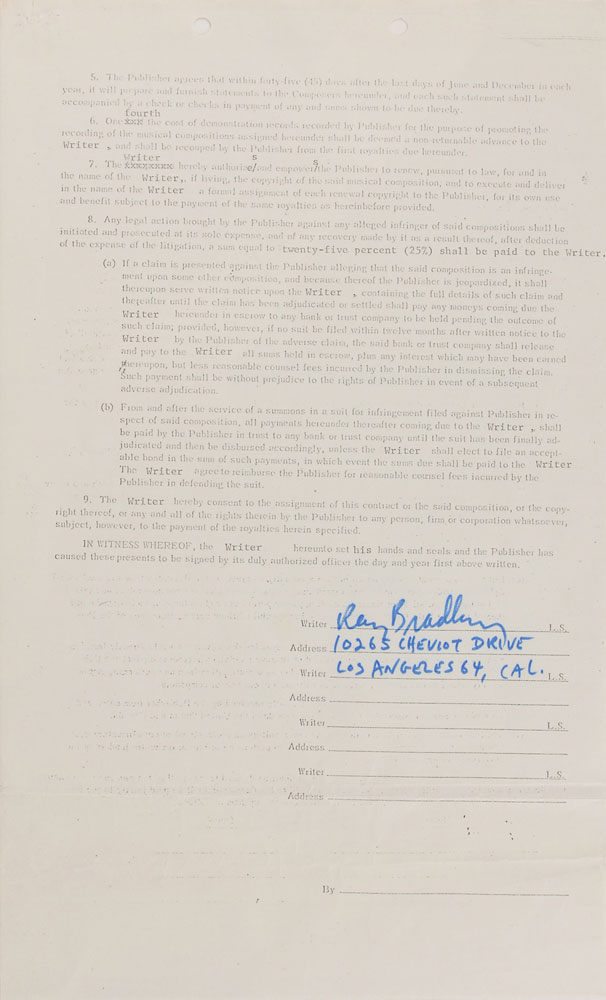 5. The Publisher agrees that within forty-five (45) days after the last days of June and December in each
year, it will prepare and furnish statements to the Composers hereunder, and each such statement shall be
accompanied by a check or checks in payment of any and sums shown to be due thereby.
fourth
6. One xxx the cost of demonstration records recorded by Publisher for the purpose of promoting the
recording of the musical compositions assigned hereunder shall be deemed a non-returnable advance to the
Writer , and shall be recouped by the Publisher from the first royalties due hereunder.
Writer s s
7. The xxxxxxxx hereby authorize/and empower/the Publisher to renew, pursuant to law, for and in
the name of the Writer,, if living, the copyright of the said musical composition, and to execute and deliver
in the name of the Writer a formal assignment of each renewal copyright to the Publisher, for its own use
and benefit subject to the payment of the same royalties as hereinbefore provided.
8. Any legal action brought by the Publisher against any alleged infringer of said compositions shall be
initiated and prosecuted at its sole expense, and of any recovery made by it as a result thereof, after deduction
of the expense of the litigation, a sum equal to twenty-five percent (25%) shall be paid to the Writer.
(a) If a claim is presented against the Publisher alleging that the said composition is an infringe-
ment upon some other composition, and because thereof the Publisher is jeopardized, it shall
thereupon serve written notice upon the Writer , containing the full details of such claim and
thereafter until the claim has been adjudicated or settled shall pay any moneys coming due the
Writer hereunder in escrow to any bank or trust company to be held pending the outcome of
such claim; provided, however, if no suit be filed within twelve months after written notice to the
Writer by the Publisher of the adverse claim, the said bank or trust company shall release
and pay to the Writer all sums held in escrow, plus any interest which may have been earned
thereupon, but less reasonable counsel fees incurred by the Publisher in dismissing the claim.
Such payment shall be without prejudice to the rights of Publisher in event of a subsequent
adverse adjudication.
(b) From and after the service of a summons in a suit for infringement filed against Publisher in re-
spect of said composition, all payments hereunder thereafter coming due to the Writer , shall
be paid by the Publisher in trust to any bank or trust company until the suit has been finally ad-
judicated and then be disbursed accordingly, unless the Writer shall elect to file an accept-
able bond in the sum of such payments, in which event the sums due shall be paid to the Writer
The Writer agree to reimburse the Publisher for reasonable counsel fees incurred by the
Publisher in defending the suit.
9. The Writer hereby consent to the assignment of this contract or the said composition, or the copy-
right thereof, or any and all of the rights therein by the Publisher to any person, firm or corporation whatsoever,
subject, however, to the payment of the royalties herein specified.
IN WITNESS WHEREOF, the Writer hereunto set his hands and seals and the Publisher has
caused these presents to be signed by its duly authorized officer the day and year first above written.
Writer Ray Bradbury L.S.
Address 10265 CHEVIOT DRIVE
Writer LOS ANGELES 64, CAL. L.S.
Address
Writer L.S.
Address
Writer L.S.
Address
By